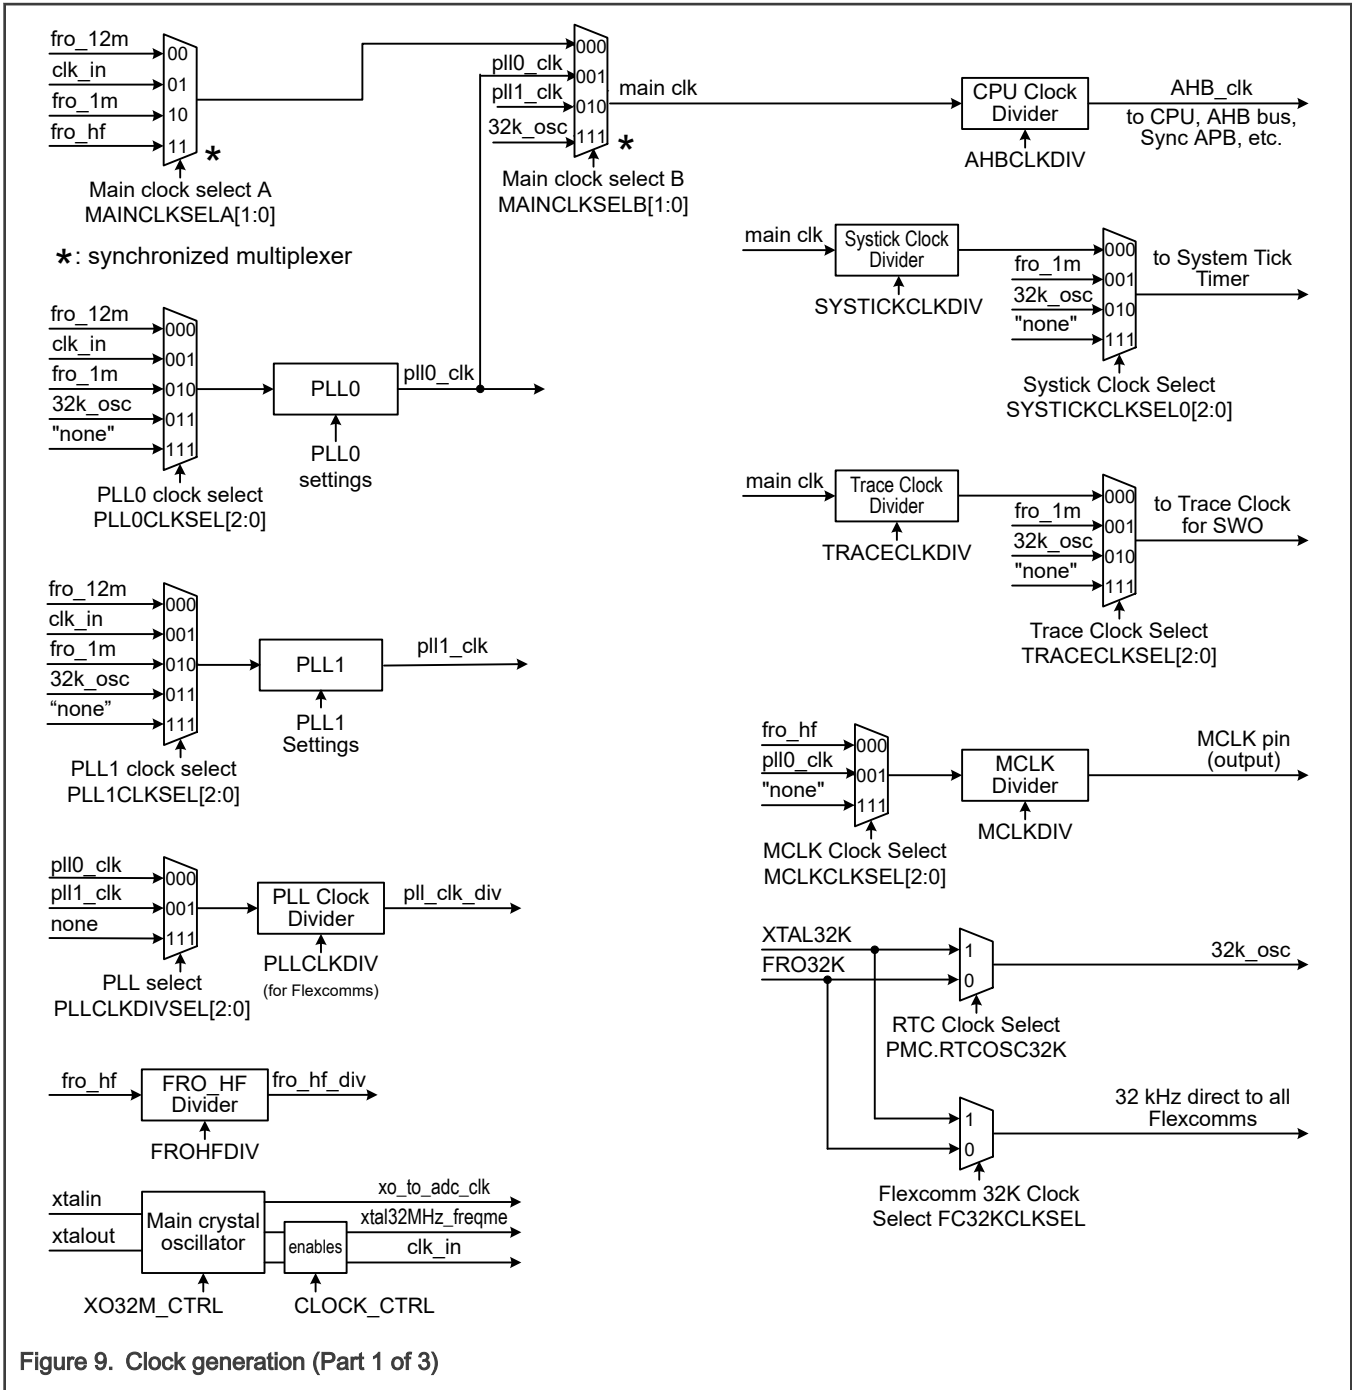 fro_12m
clk_in
fro_1m
fro_hf
00
01
10
11
*
Main clock select A
MAINCLKSELA[1:0]
*: synchronized multiplexer
pll0_clk
pll1_clk
32k_osc
000
001
010
111
*
Main clock select B
MAINCLKSELB[1:0]
main clk
CPU Clock
Divider
AHBCLKDIV
AHB_clk
to CPU, AHB bus,
Sync APB, etc.
main clk
Systick Clock
Divider
SYSTICKCLKDIV
fro_1m
32k_osc
"none"
000
001
010
111
to System Tick
Timer
Systick Clock Select
SYSTICKCLKSEL0[2:0]
fro_12m
clk_in
fro_1m
32k_osc
"none"
000
001
010
011
111
PLL0 clock select
PLL0CLKSEL[2:0]
PLL0
PLL0
settings
pll0_clk
main clk
Trace Clock
Divider
TRACECLKDIV
fro_1m
32k_osc
"none"
000
001
010
111
to Trace Clock
for SWO
Trace Clock Select
TRACECLKSEL[2:0]
fro_12m
clk_in
fro_1m
32k_osc
“none”
000
001
010
011
111
PLL1 clock select
PLL1CLKSEL[2:0]
PLL1
PLL1
Settings
pll1_clk
fro_hf
pll0_clk
"none"
000
001
111
MCLK Clock Select
MCLKCLKSEL[2:0]
MCLK
Divider
MCLKDIV
MCLK pin
(output)
pll0_clk
pll1_clk
none
000
001
111
PLL select
PLLCLKDIVSEL[2:0]
PLL Clock
Divider
PLLCLKDIV
(for Flexcomms)
pll_clk_div
XTAL32K
FRO32K
1
0
RTC Clock Select
PMC.RTCOSC32K
32k_osc
fro_hf
FRO_HF
Divider
FROHFDIV
fro_hf_div
1
0
32 kHz direct to all
Flexcomms
Flexcomm 32K Clock
Select FC32KCLKSEL
xtalin
xtalout
Main crystal
oscillator
XO32M_CTRL
enables
CLOCK_CTRL
xo_to_adc_clk
xtal32MHz_freqme
clk_in
Figure 9. Clock generation (Part 1 of 3)